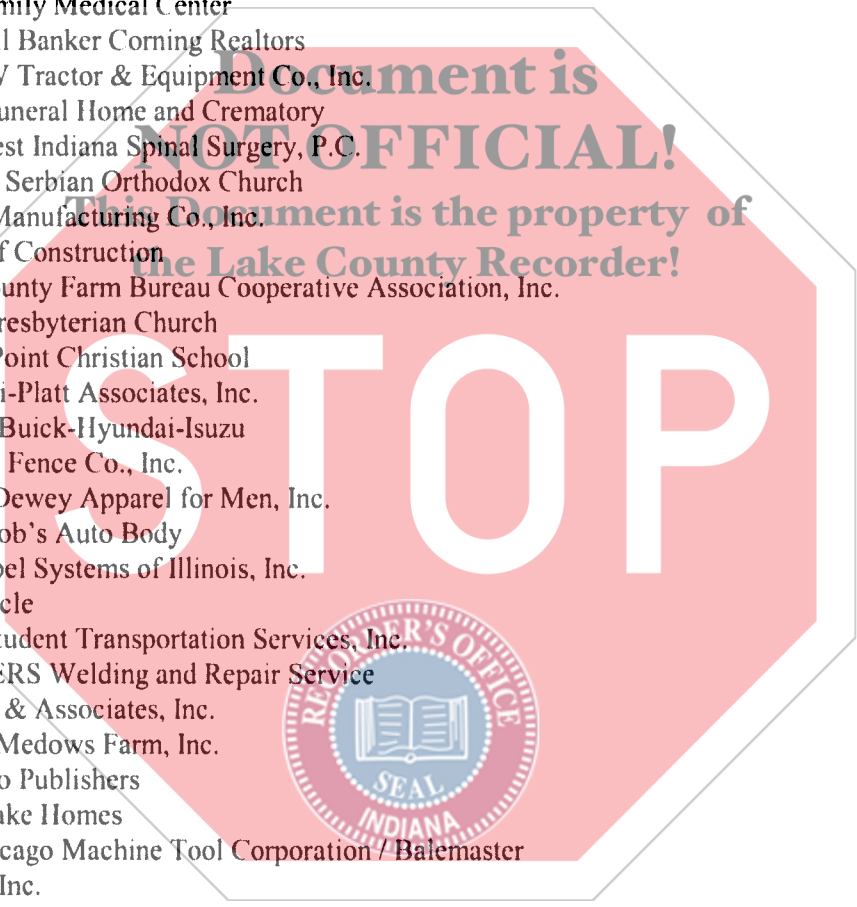 mily Medical Center
l Banker Corning Realtors
V Tractor & Equipment Co., Inc.
uneral Home and Crematory
est Indiana Spinal Surgery, P.C.
Serbian Orthodox Church
Manufacturing Co., Inc.
f Construction
ounty Farm Bureau Cooperative Association, Inc.
resbyterian Church
Point Christian School
i-Platt Associates, Inc.
Buick-Hyundai-Isuzu
Fence Co., Inc.
Dewey Apparel for Men, Inc.
ob's Auto Body
bel Systems of Illinois, Inc.
cle
tudent Transportation Services, Inc.
ERS Welding and Repair Service
& Associates, Inc.
Medows Farm, Inc.
o Publishers
ake Homes
cago Machine Tool Corporation / Balemaster
Inc.
Document is
NOT OFFICIAL!
This Document is the property of
the Lake County Recorder!
STOP
RECORDER'S OFFICE
SEAL
INDIANA